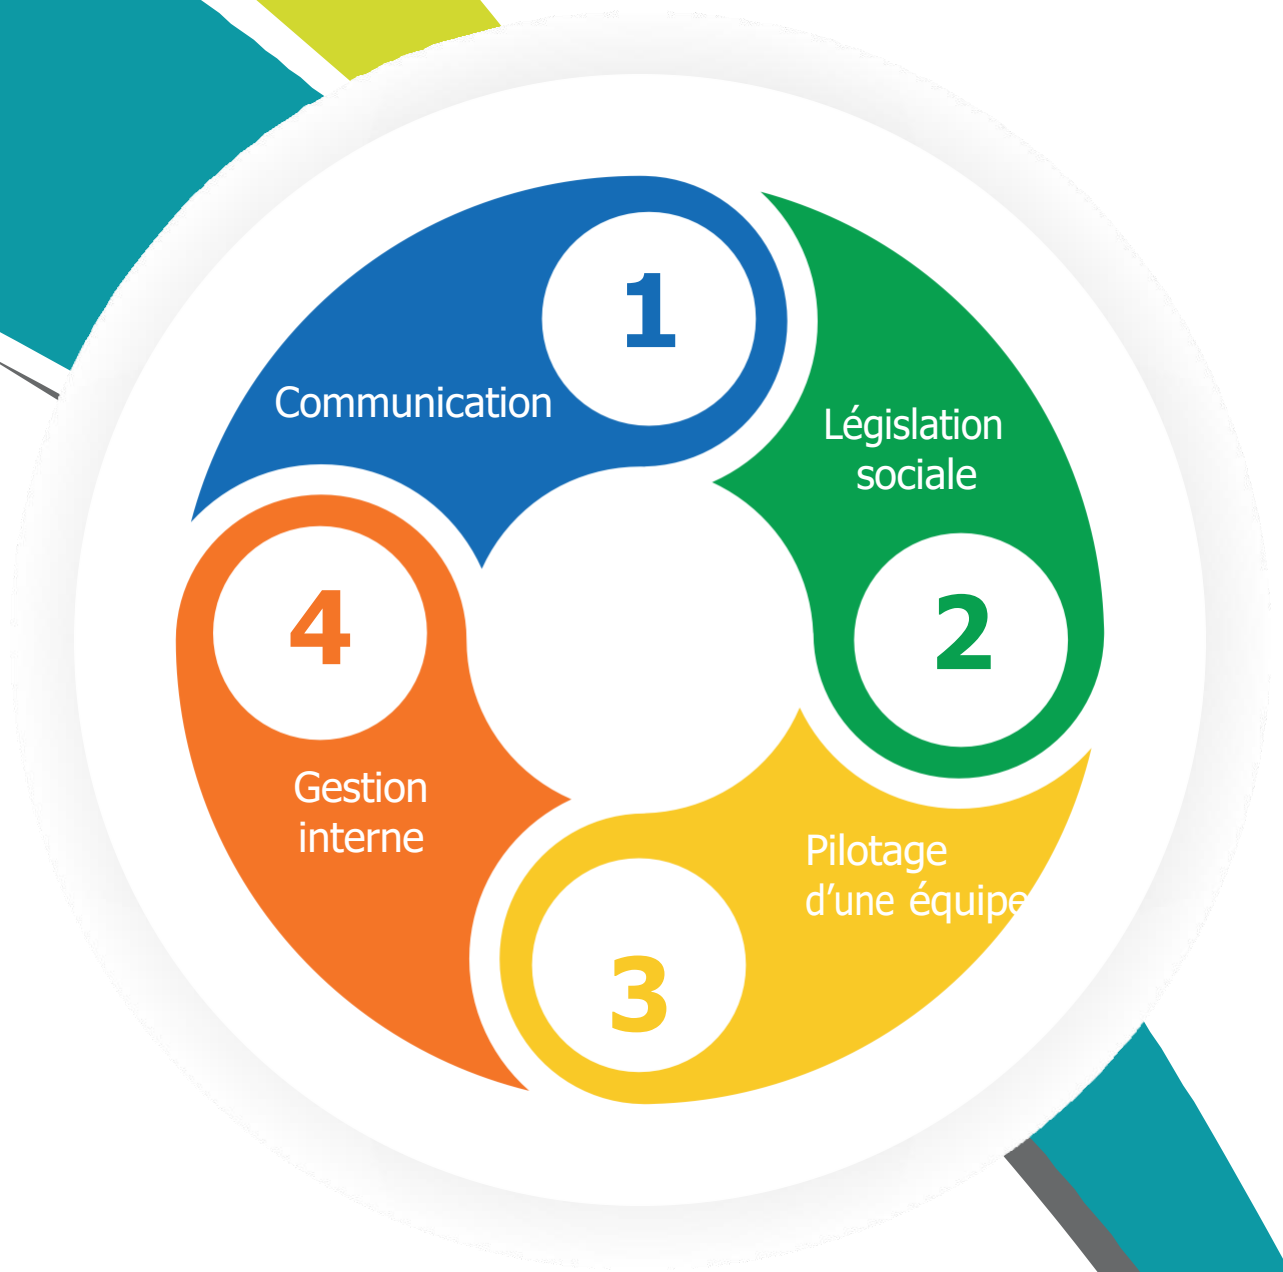 1
Communication
Législation
sociale
2
Pilotage
d’une équipe
3
4
Gestion
interne